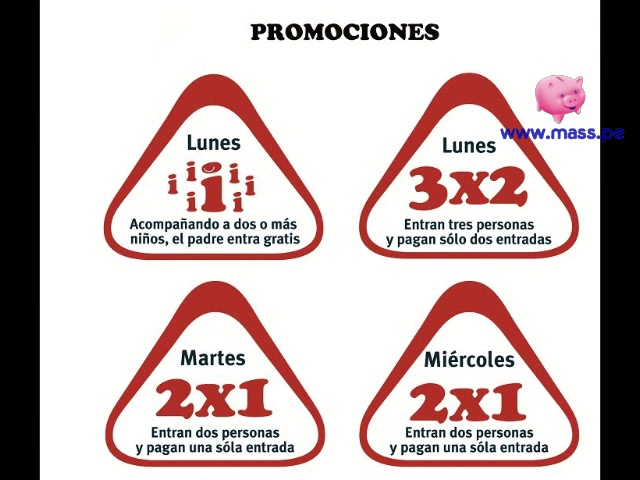 PROMOCIONES
www.mass.pe
Lunes
¡ ¡ ¡ ¡ ¡ ¡ ¡
Acompañando a dos o más
niños, el padre entra gratis
Lunes
3x2
Entran tres personas
y pagan sólo dos entradas
Martes
2x1
Entran dos personas
y pagan una sóla entrada
Miércoles
2x1
Entran dos personas
y pagan una sóla entrada